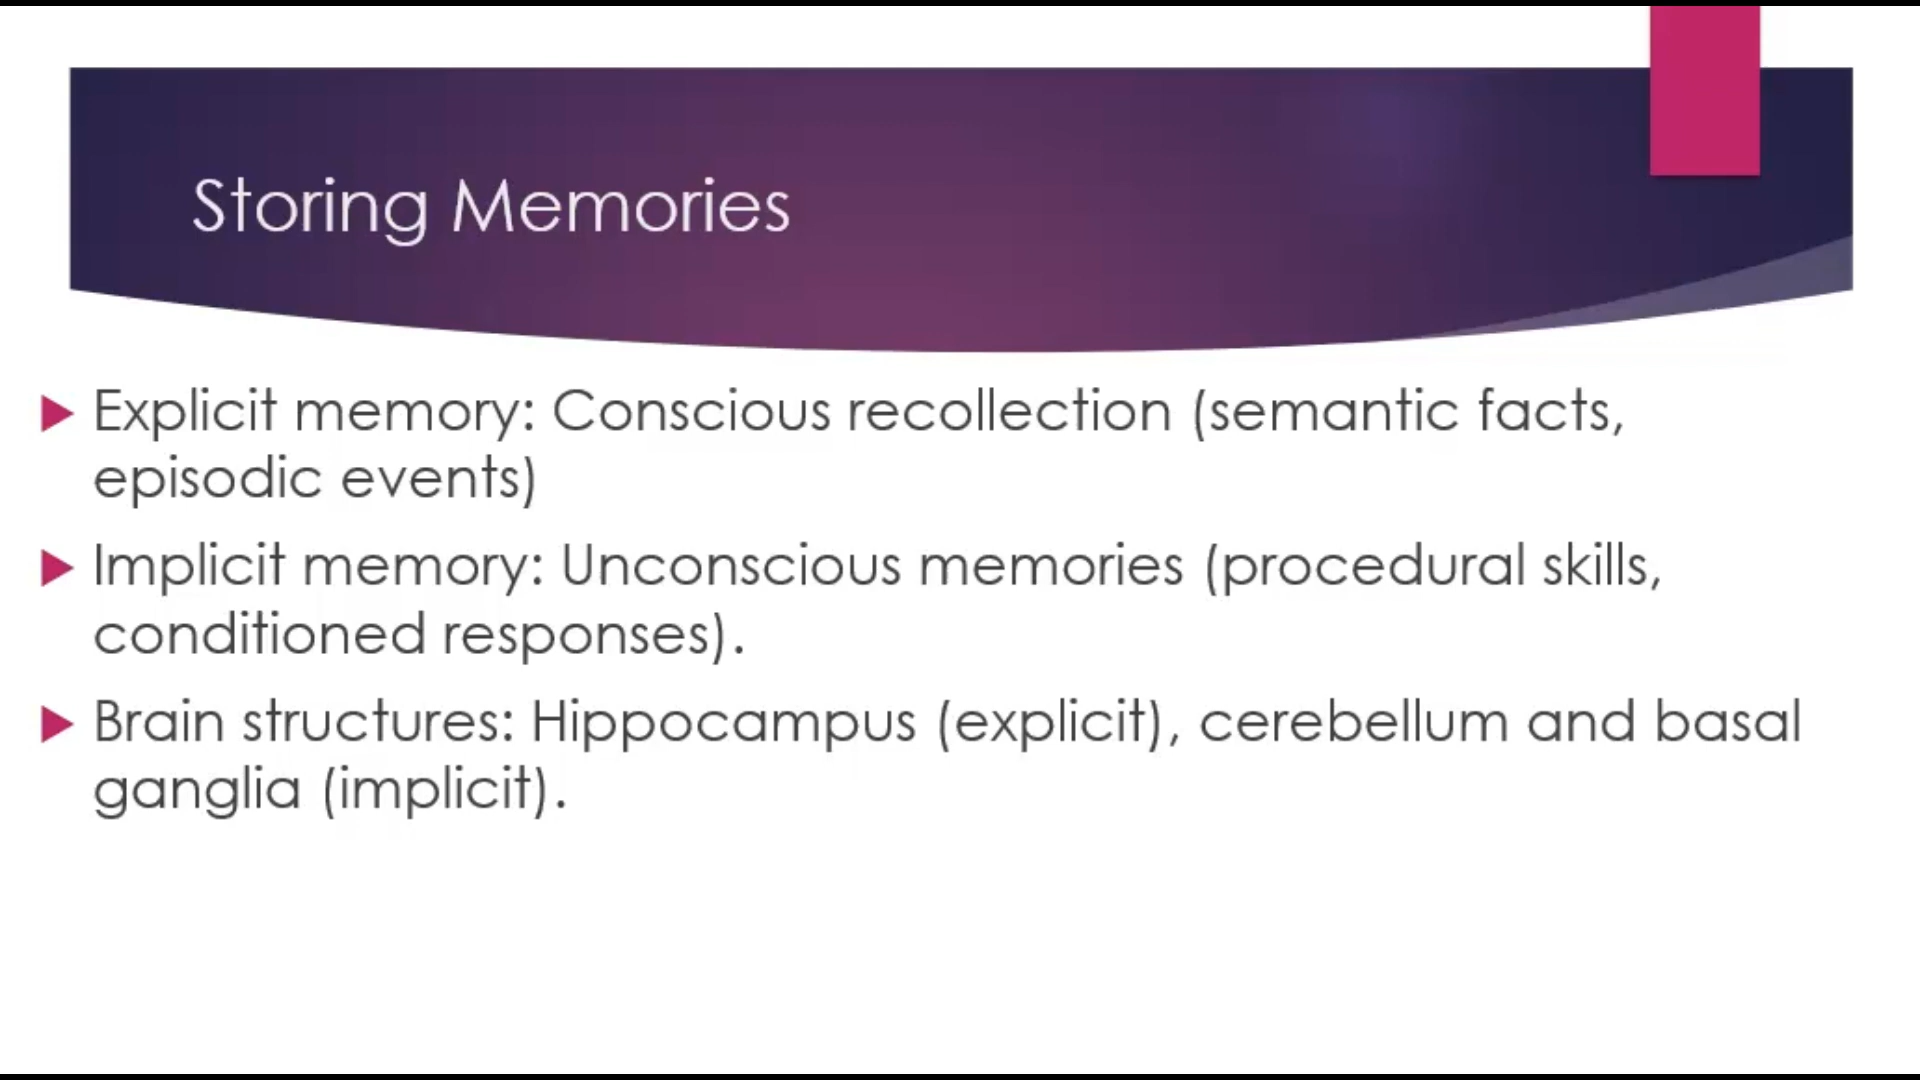 Storing Memories
Explicit memory: Conscious recollection (semantic facts,
episodic events)
Implicit memory: Unconscious memories (procedural skills,
conditioned responses).
Brain structures: Hippocampus (explicit), cerebellum and basal
ganglia (implicit).